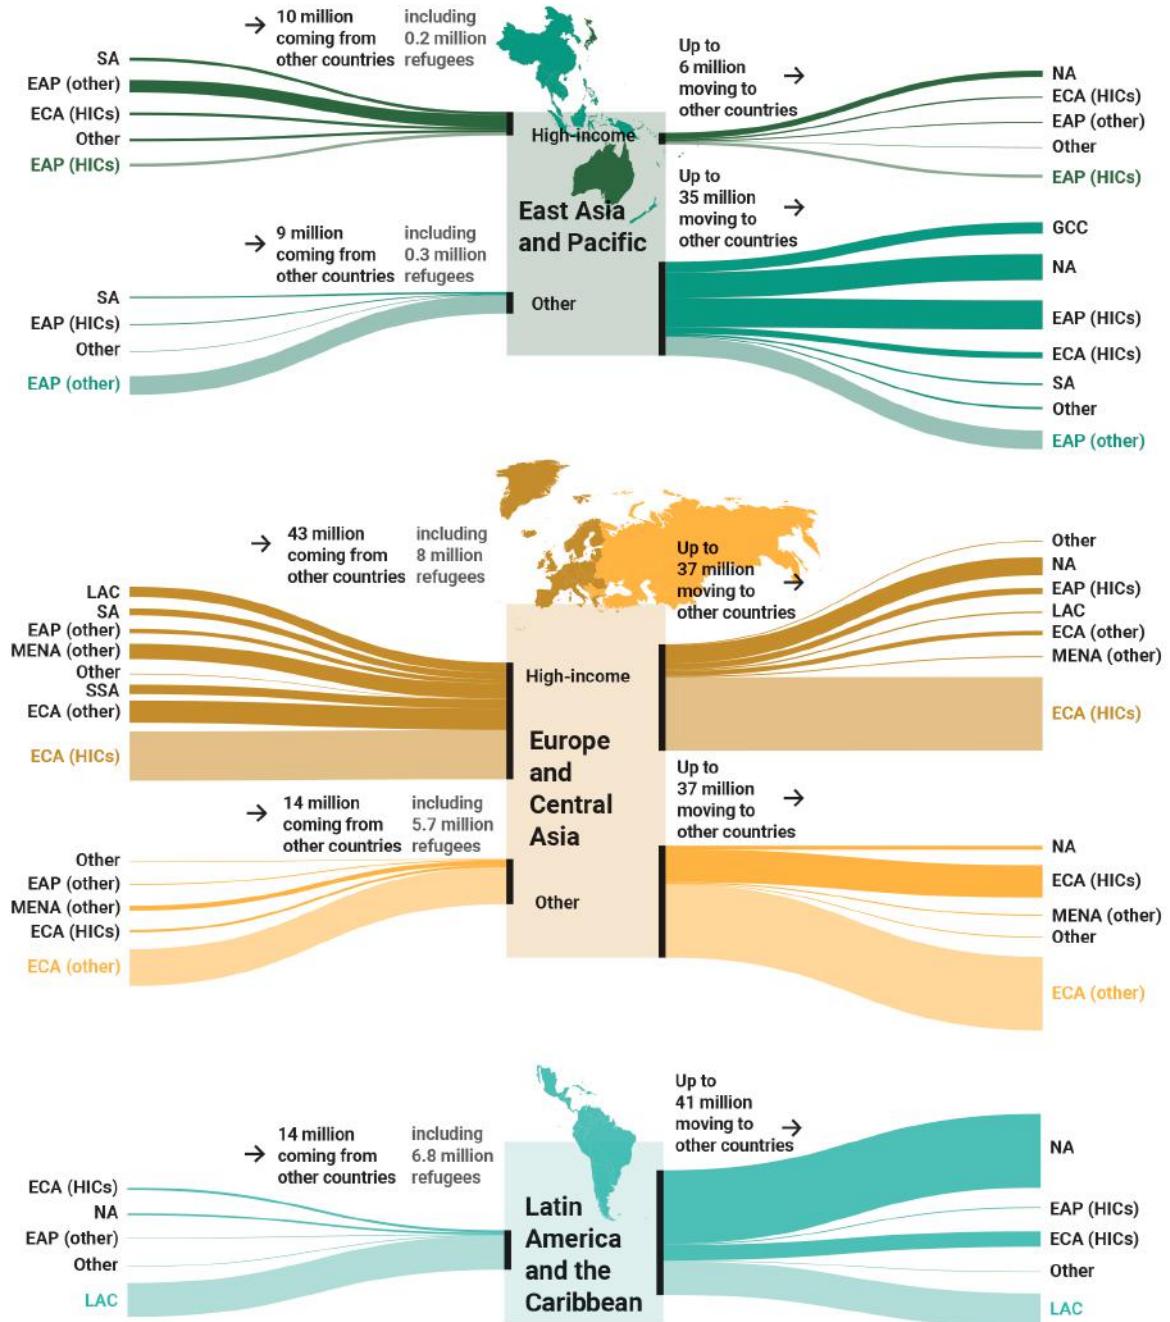 10 million
coming from
other countries
including
0.2 million
refugees
Up to
6 million
moving to
other countries
SA
EAP (other)
ECA (HICs)
Other
EAP (HICs)
High-income
NA
ECA (HICs)
EAP (other)
Other
EAP (HICs)
East Asia
and Pacific
9 million
coming from
other countries
including
0.3 million
refugees
Up to
35 million
moving to
other countries
SA
EAP (HICs)
Other
EAP (other)
Other
GCC
NA
EAP (HICs)
ECA (HICs)
SA
Other
EAP (other)
43 million
coming from
other countries
including
8 million
refugees
Up to
37 million
moving to
other countries
LAC
SA
EAP (other)
MENA (other)
Other
SSA
ECA (other)
ECA (HICs)
High-income
Other
NA
EAP (HICs)
LAC
ECA (other)
MENA (other)
ECA (HICs)
Europe
and
Central
Asia
14 million
coming from
other countries
including
5.7 million
refugees
Up to
37 million
moving to
other countries
Other
EAP (other)
MENA (other)
ECA (HICs)
ECA (other)
Other
NA
ECA (HICs)
MENA (other)
Other
ECA (other)
14 million
coming from
other countries
including
6.8 million
refugees
Up to
41 million
moving to
other countries
ECA (HICs)
NA
EAP (other)
Other
LAC
Latin
America
and the
Caribbean
NA
EAP (HICs)
ECA (HICs)
Other
LAC